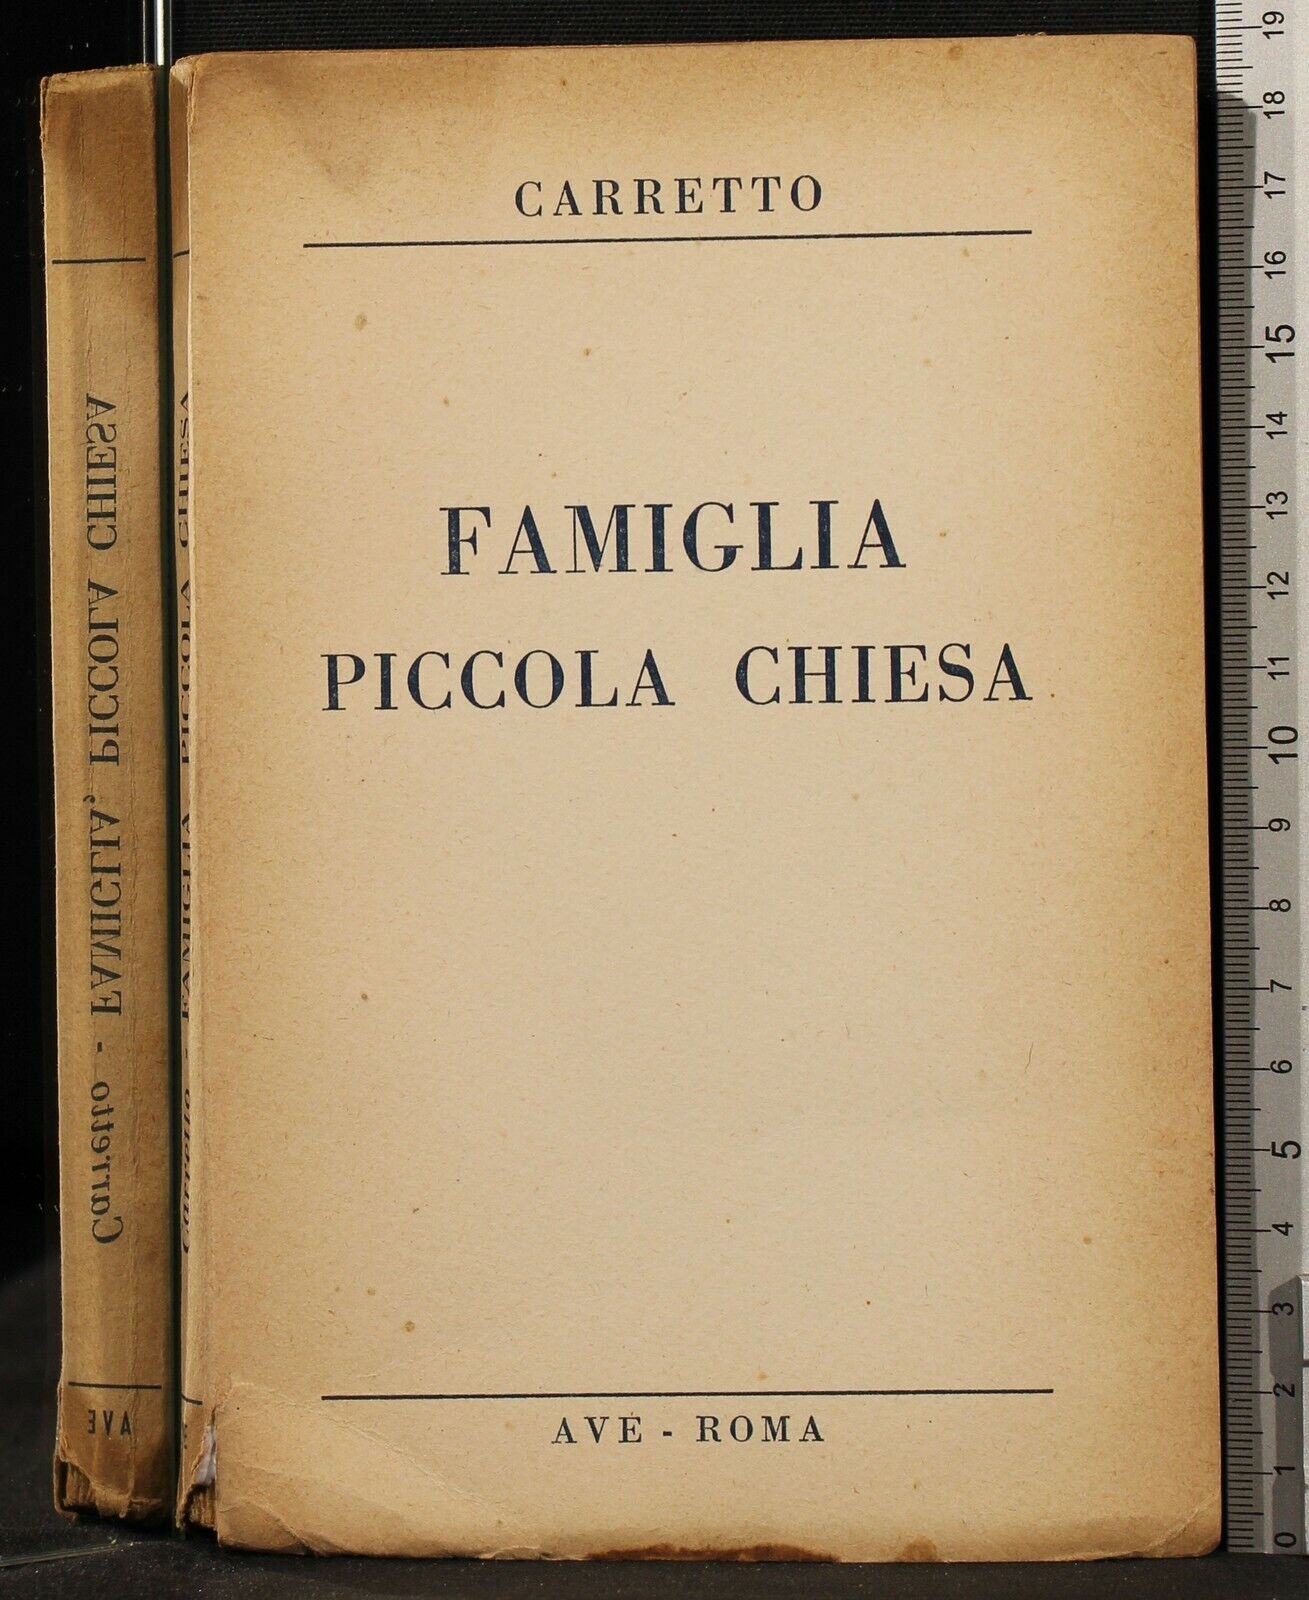 CARRETTO
FAMIGLIA
PICCOLA CHIESA
AVE - ROMA
Carretto - FAMIGLIA, PICCOLA CHIESA
AVE
Carretto - FAMIGLIA PICCOLA CHIESA
19
18
17
16
15
14
13
12
11
10
9
8
7
6
5
4
3
2
1
0